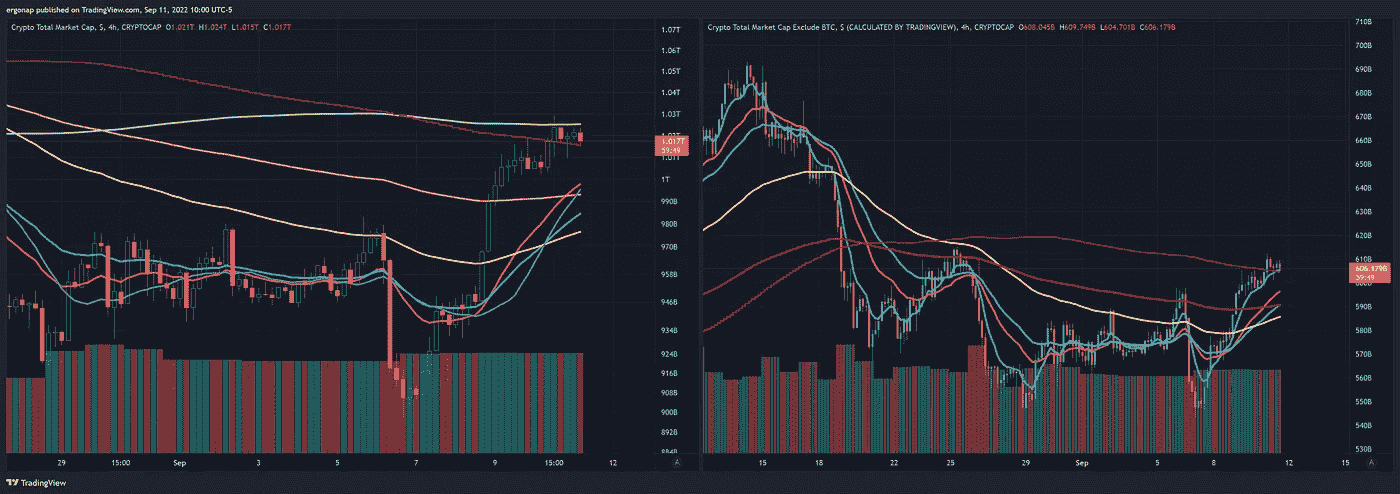 ergonap published on TradingView.com, Sep 11, 2022 10:00 UTC-5
Crypto Total Market Cap, $, 4h, CRYPTOCAP O1.021T H1.024T L1.015T C1.017T
1.07T
1.06T
1.05T
1.04T
1.03T
1.017T
59:49
1.01T
1T
990B
980B
970B
958B
946B
934B
924B
916B
908B
900B
892B
884B
29 15:00 Sep 3 5 7 9 15:00 12 A
Crypto Total Market Cap Exclude BTC, $ (CALCULATED BY TRADINGVIEW), 4h, CRYPTOCAP O608.045B H609.749B L604.701B C606.179B
710B
700B
690B
680B
670B
660B
650B
640B
630B
620B
610B
606.179B
59:49
590B
580B
570B
560B
550B
540B
530B
15 18 22 25 29 Sep 5 8 12 15 A
TradingView